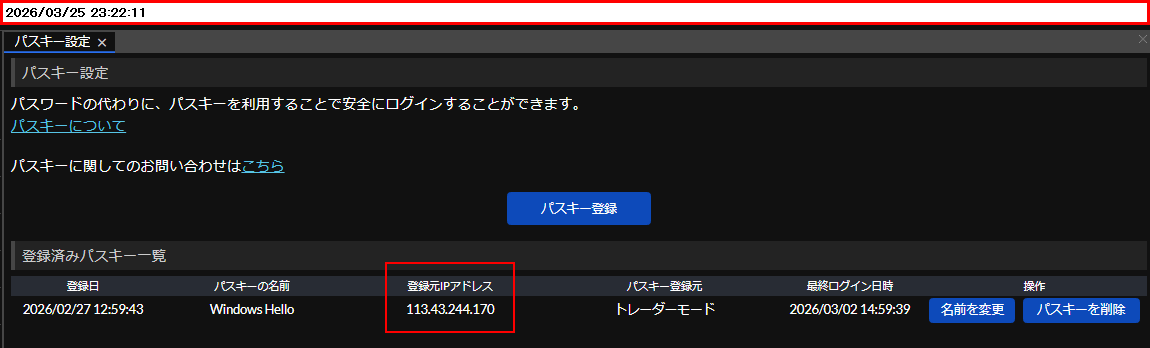 2026/03/25 23:22:11
パスキー設定 ×
パスキー設定
パスワードの代わりに、パスキーを利用することで安全にログインすることができます。
パスキーについて
パスキーに関してのお問い合わせはこちら
パスキー登録
登録済みパスキー一覧
登録日 パスキーの名前 登録元IPアドレス パスキー登録元 最終ログイン日時 操作
2026/02/27 12:59:43 Windows Hello 113.43.244.170 トレーダーモード 2026/03/02 14:59:39 名前を変更 パスキーを削除